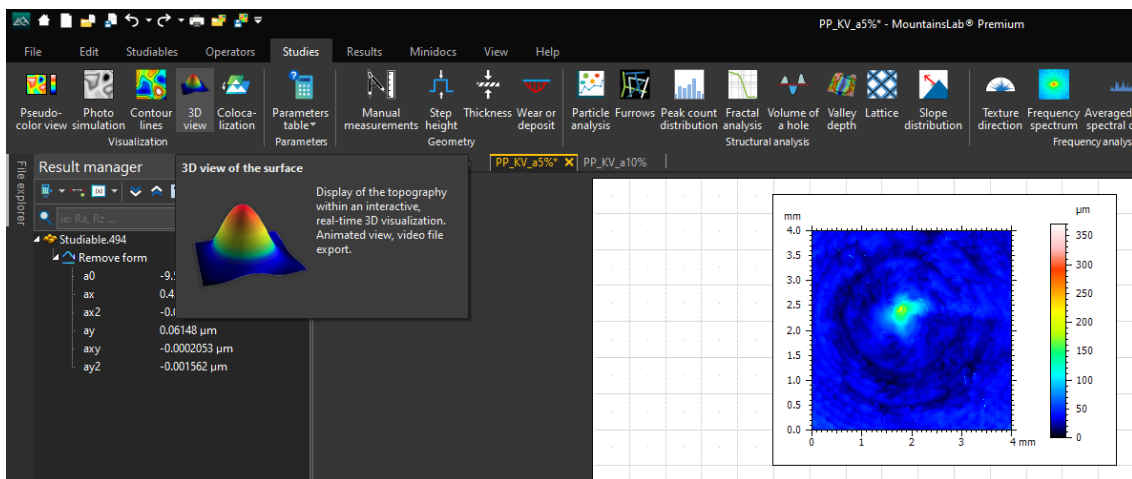 PP_KV_a5%* - MountainsLab® Premium
File Edit Studiables Operators Studies Results Minidocs View Help
Pseudo-color view
Photo simulation
Contour lines
3D view
Coloca-lization
Visualization
Parameters table
Parameters
Manual measurements
Step height
Thickness
Wear or deposit
Geometry
Particle analysis
Furrows
Peak count distribution
Fractal analysis
Volume of a hole
Valley depth
Lattice
Slope distribution
Structural analysis
Texture direction
Frequency spectrum
Averaged spectral
Frequency analys
File explorer
Result manager
ie: Ra, Rz ...
Studiable.494
Remove form
a0 -9.5
ax 0.4
ax2 -0.0
ay 0.06148 µm
axy -0.0002053 µm
ay2 -0.001562 µm
3D view of the surface
Display of the topography
within an interactive,
real-time 3D visualization.
Animated view, video file
export.
PP_KV_a5%* PP_KV_a10%
mm
4.0
3.5
3.0
2.5
2.0
1.5
1.0
0.5
0.0
0 1 2 3 4 mm
µm
350
300
250
200
150
100
50
0